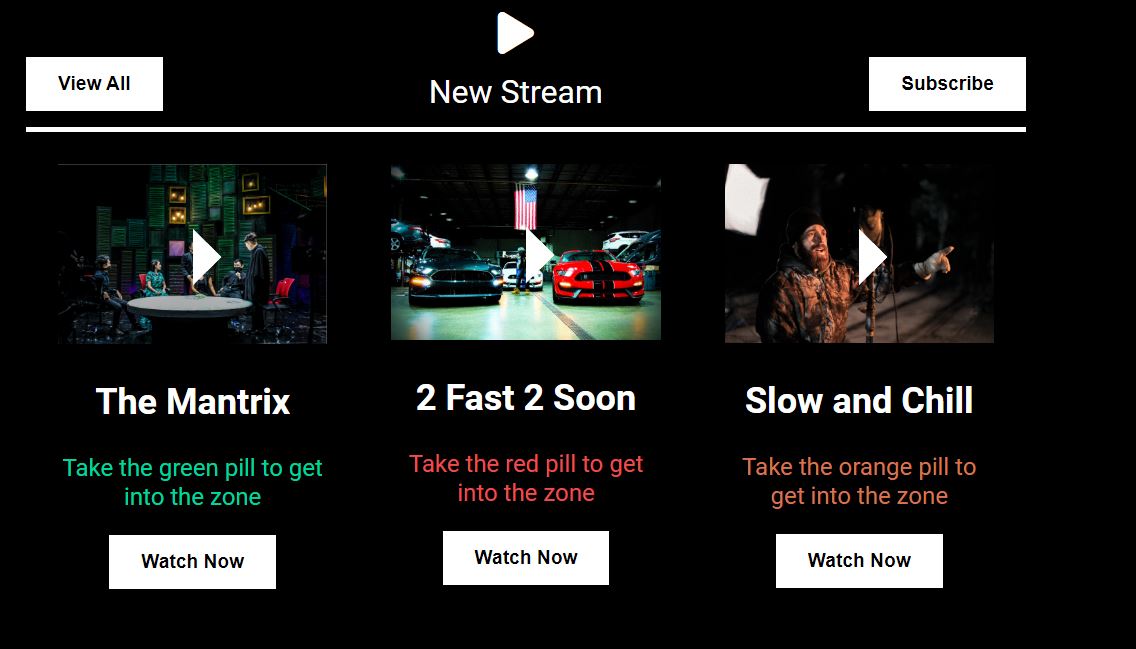 View All
New Stream
Subscribe
The Mantrix
2 Fast 2 Soon
Slow and Chill
Take the green pill to get
into the zone
Take the red pill to get
into the zone
Take the orange pill to
get into the zone
Watch Now
Watch Now
Watch Now